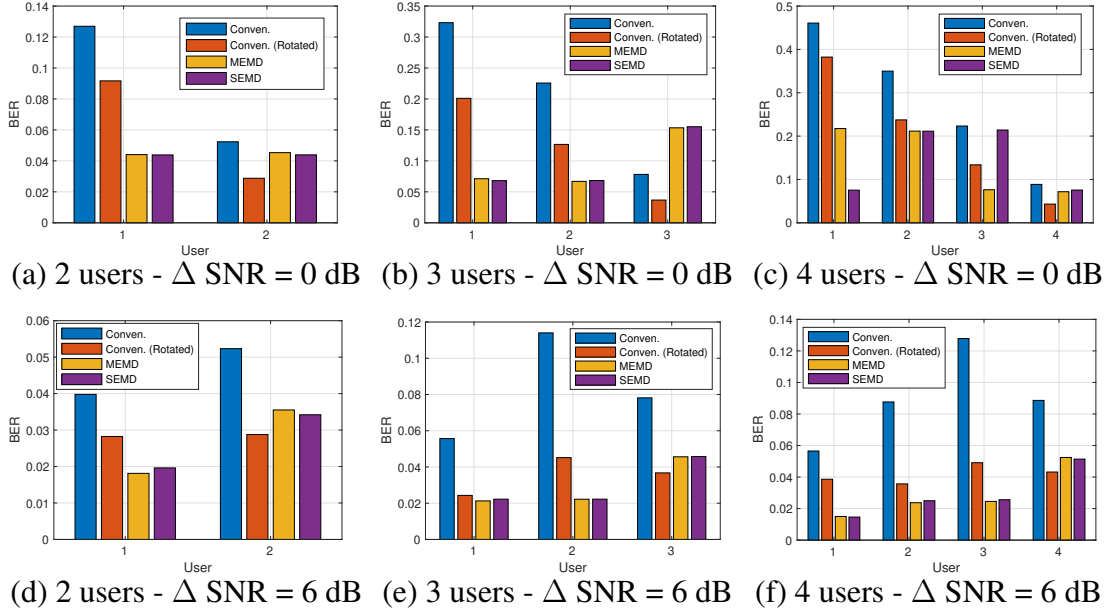 0.14
0.12
0.1
0.08
0.06
0.04
0.02
0
BER
Conven.
Conven. (Rotated)
MEMD
SEMD
1 2
User
(a) 2 users - Δ SNR = 0 dB
0.35
0.3
0.25
0.2
0.15
0.1
0.05
0
BER
Conven.
Conven. (Rotated)
MEMD
SEMD
1 2 3
User
(b) 3 users - Δ SNR = 0 dB
0.5
0.4
0.3
0.2
0.1
0
BER
Conven.
Conven. (Rotated)
MEMD
SEMD
1 2 3 4
User
(c) 4 users - Δ SNR = 0 dB
0.06
0.05
0.04
0.03
0.02
0.01
0
BER
Conven.
Conven. (Rotated)
MEMD
SEMD
1 2
User
(d) 2 users - Δ SNR = 6 dB
0.12
0.1
0.08
0.06
0.04
0.02
0
BER
Conven.
Conven. (Rotated)
MEMD
SEMD
1 2 3
User
(e) 3 users - Δ SNR = 6 dB
0.14
0.12
0.1
0.08
0.06
0.04
0.02
0
BER
Conven.
Conven. (Rotated)
MEMD
SEMD
1 2 3 4
User
(f) 4 users - Δ SNR = 6 dB